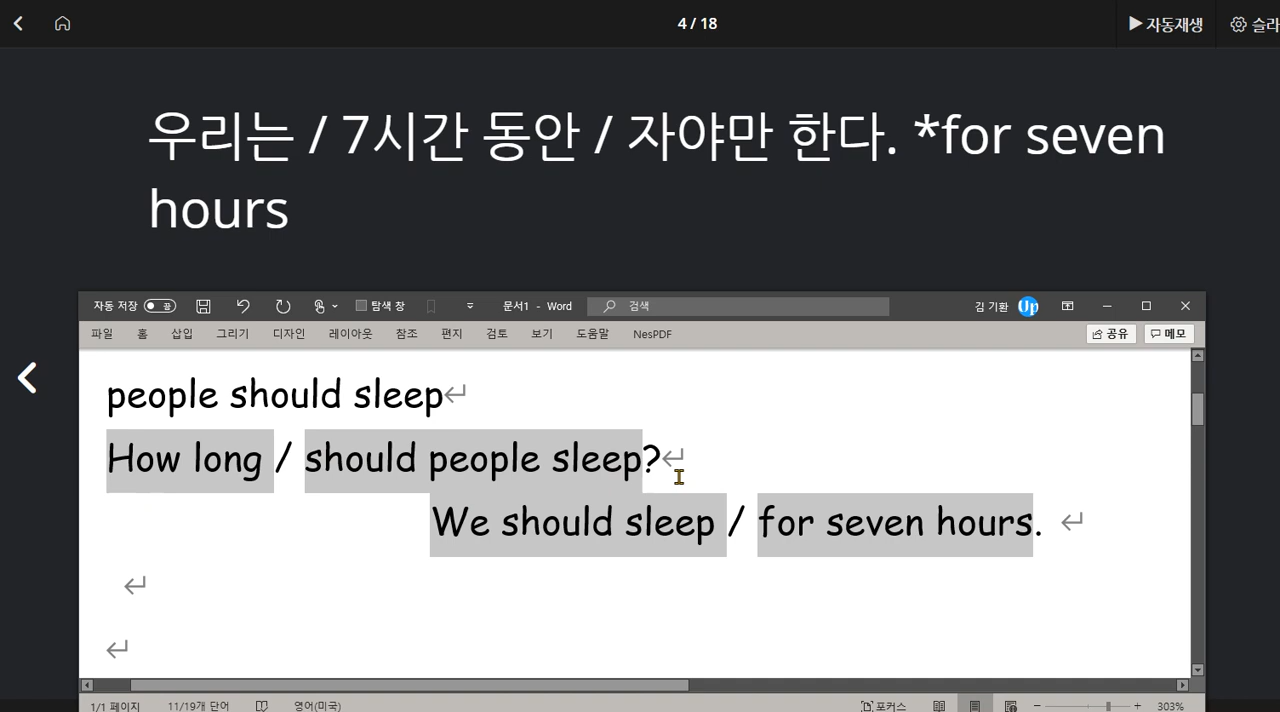 4 / 18
▶ 자동재생
슬라
우리는 / 7시간 동안 / 자야만 한다. *for seven
hours
자동 저장 끔 탐색 창 문서1 - Word 검색 김 기환 Up
파일 홈 삽입 그리기 디자인 레이아웃 참조 편지 검토 보기 도움말 NesPDF 공유 메모
people should sleep↵
How long / should people sleep?↵
We should sleep / for seven hours. ↵
↵
↵
1/1 페이지 11/19개 단어 영어(미국) 포커스 - + 303%